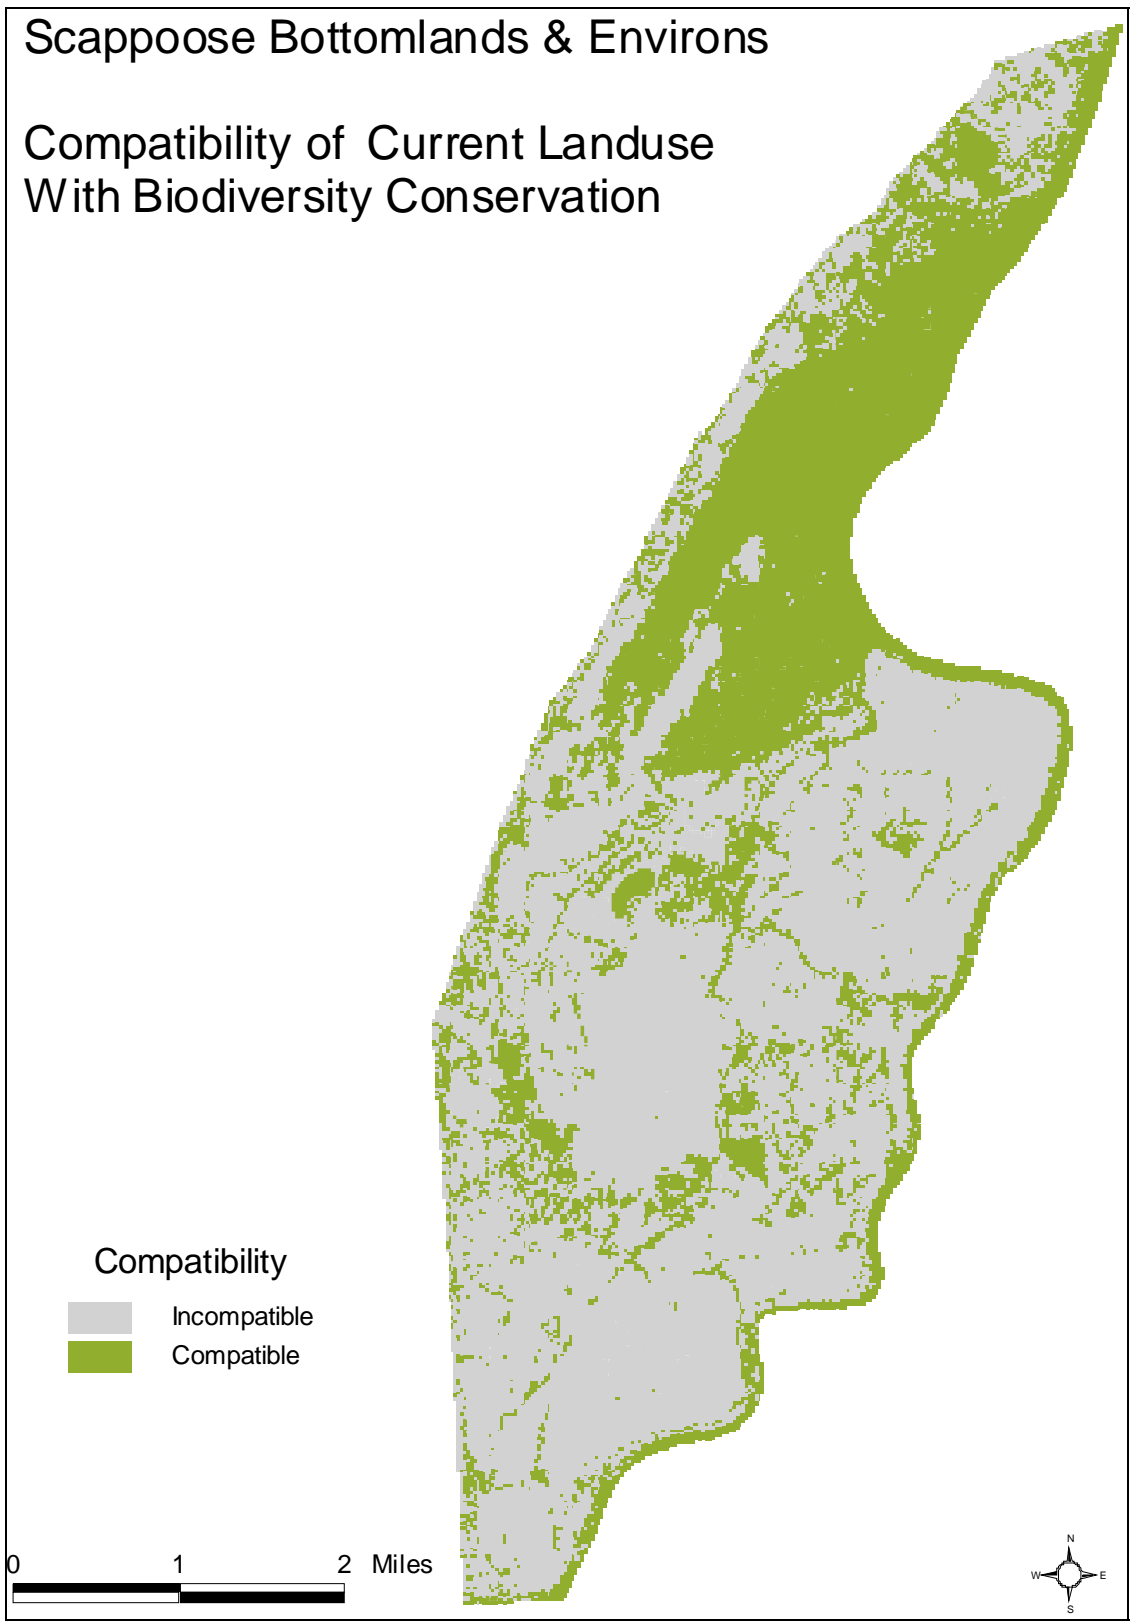 Scappoose Bottomlands & Environs
Compatibility of Current Landuse
With Biodiversity Conservation
Compatibility
Incompatible
Compatible
0 1 2 Miles
N
W E
S